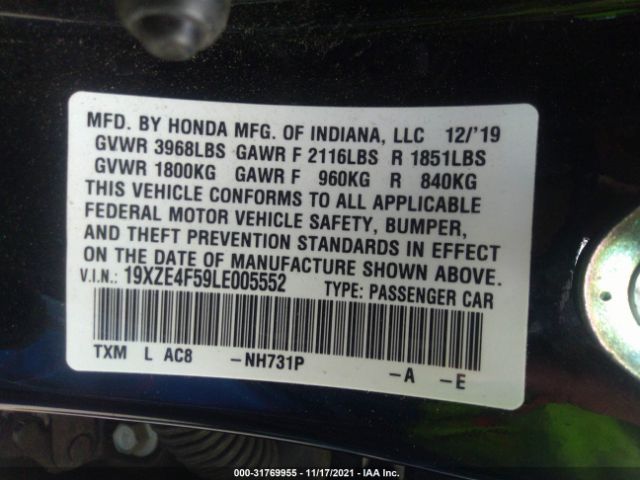 MFD. BY HONDA MFG. OF INDIANA, LLC 12/'19
GVWR 3968LBS GAWR F 2116LBS R 1851LBS
GVWR 1800KG GAWR F 960KG R 840KG
THIS VEHICLE CONFORMS TO ALL APPLICABLE
FEDERAL MOTOR VEHICLE SAFETY, BUMPER,
AND THEFT PREVENTION STANDARDS IN EFFECT
ON THE DATE OF MANUFACTURE SHOWN ABOVE.
V.I.N.: 19XZE4F59LE005552 TYPE: PASSENGER CAR
TXM L AC8 -NH731P -A -E
000-31769955 - 11/17/2021 - IAA Inc.